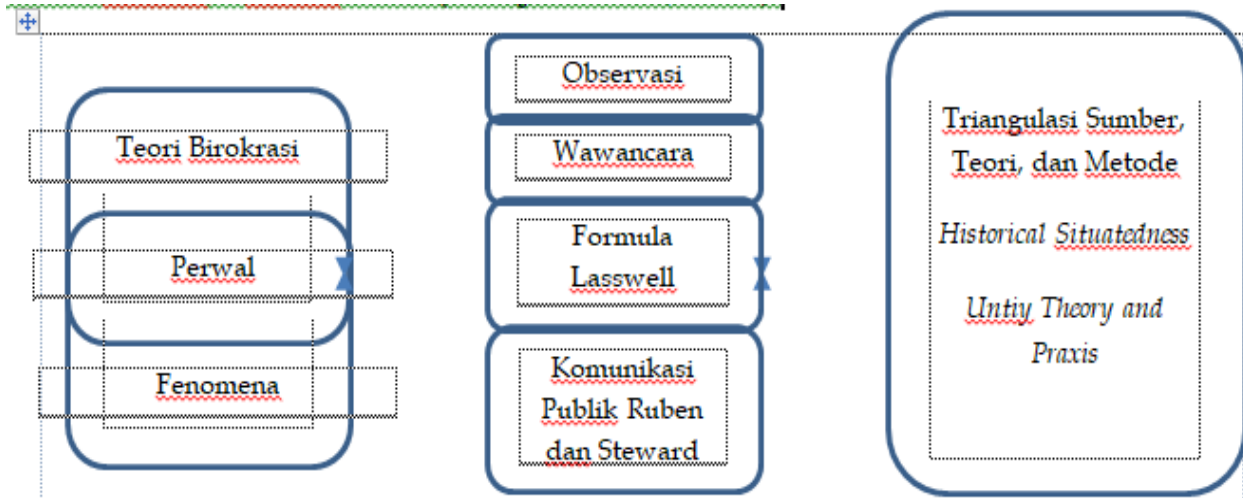 Teori Birokrasi
Perwal
Fenomena
Observasi
Wawancara
Formula
Lasswell
Komunikasi
Publik Ruben
dan Steward
Triangulasi Sumber,
Teori, dan Metode
Historical Situatedness
Untiy Theory and
Praxis